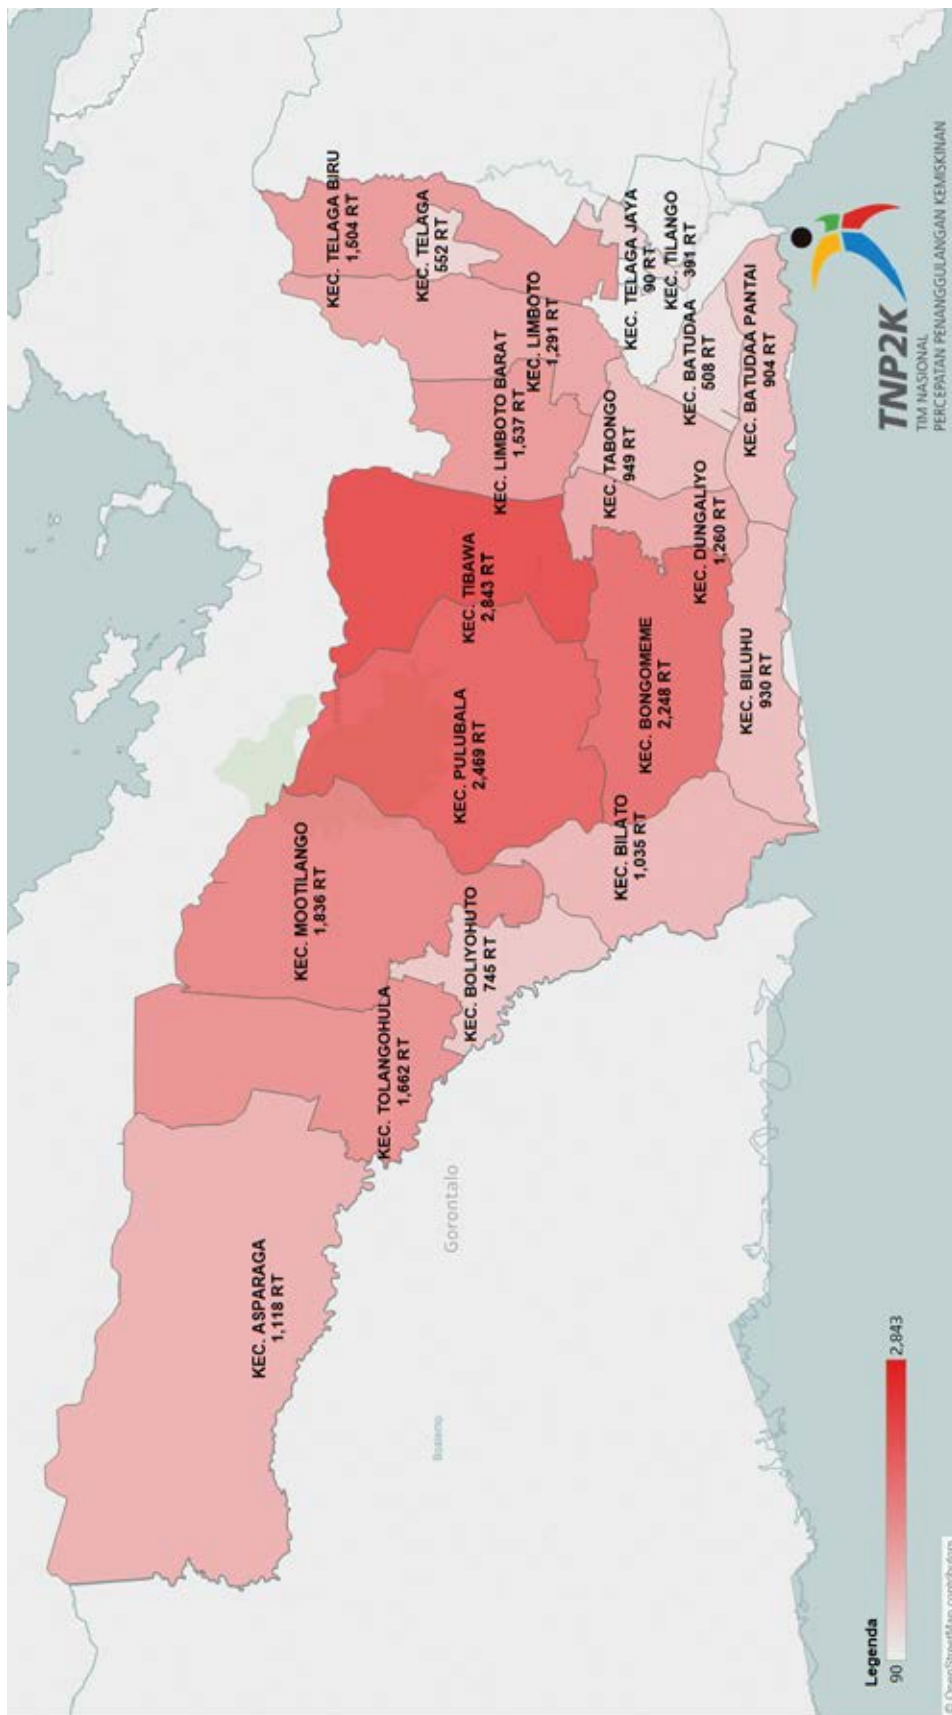 KEC. TELAGA BIRU
1,504 RT
KEC. TELAGA
552 RT
KEC. LIMBOTO
1,291 RT
KEC. LIMBOTO BARAT
1,537 RT
KEC. TELAGA JAYA
90 RT
KEC. TILANGO
391 RT
KEC. BATUDAA
508 RT
KEC. BATUDAA PANTAI
904 RT
KEC. TABONGO
949 RT
KEC. DUNGALIYO
1,260 RT
KEC. TIBAWA
2,843 RT
KEC. PULUBALA
2,469 RT
KEC. BONGOMEME
2,248 RT
KEC. BILUHU
930 RT
KEC. BILATO
1,035 RT
KEC. MOOTILANGO
1,836 RT
KEC. BOLIYOHUTO
745 RT
KEC. TOLANGOHULA
1,662 RT
KEC. ASPARAGA
1,118 RT
Gorontalo
Legenda
90 2,843
TNP2K
TIM NASIONAL
PERCEPATAN PENANGGULANGAN KEMISKINAN
© OpenStreetMap contributors